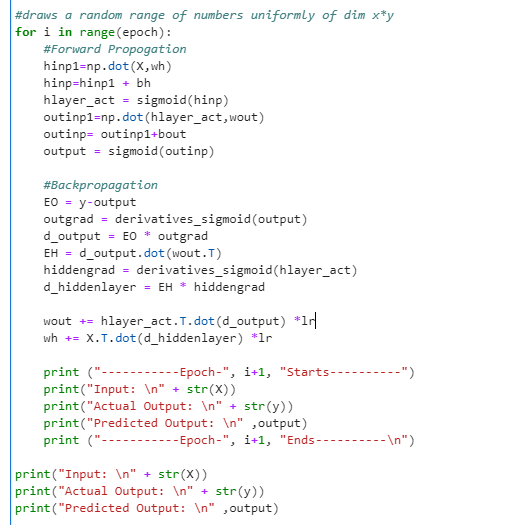 #draws a random range of numbers uniformly of dim x*y
for i in range(epoch):
    #Forward Propogation
    hinp1=np.dot(X,wh)
    hinp=hinp1 + bh
    hlayer_act = sigmoid(hinp)
    outinp1=np.dot(hlayer_act,wout)
    outinp= outinp1+bout
    output = sigmoid(outinp)

    #Backpropagation
    EO = y-output
    outgrad = derivatives_sigmoid(output)
    d_output = EO * outgrad
    EH = d_output.dot(wout.T)
    hiddengrad = derivatives_sigmoid(hlayer_act)
    d_hiddenlayer = EH * hiddengrad

    wout += hlayer_act.T.dot(d_output) *lr
    wh += X.T.dot(d_hiddenlayer) *lr

    print ("-----------Epoch-", i+1, "Starts----------")
    print("Input: \n" + str(X))
    print("Actual Output: \n" + str(y))
    print("Predicted Output: \n" ,output)
    print ("-----------Epoch-", i+1, "Ends----------\n")

print("Input: \n" + str(X))
print("Actual Output: \n" + str(y))
print("Predicted Output: \n" ,output)